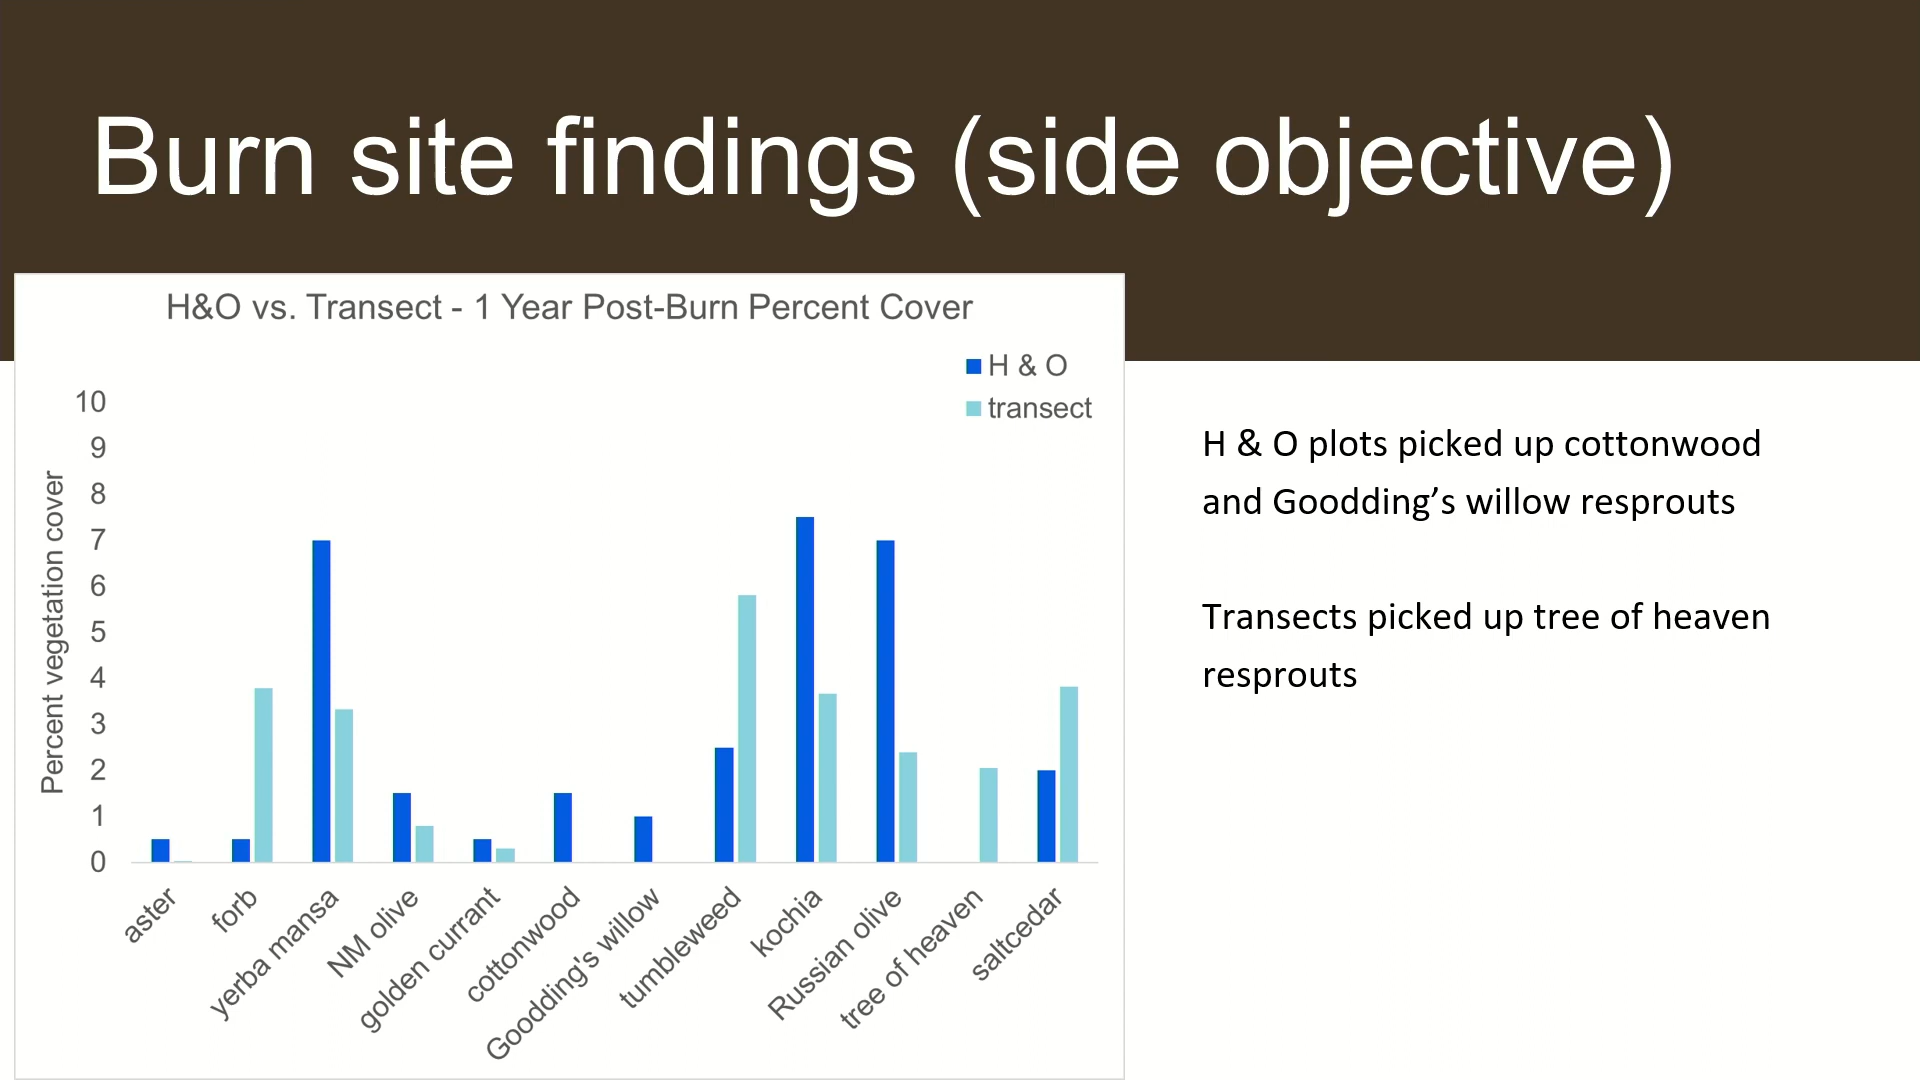 Burn site findings (side objective)
H&O vs. Transect - 1 Year Post-Burn Percent Cover
H & O
transect
Percent vegetation cover
10
9
8
7
6
5
4
3
2
1
0
aster
forb
yerba mansa
NM olive
golden currant
cottonwood
Goodding's willow
tumbleweed
kochia
Russian olive
tree of heaven
saltcedar
H & O plots picked up cottonwood
and Goodding’s willow resprouts
Transects picked up tree of heaven
resprouts